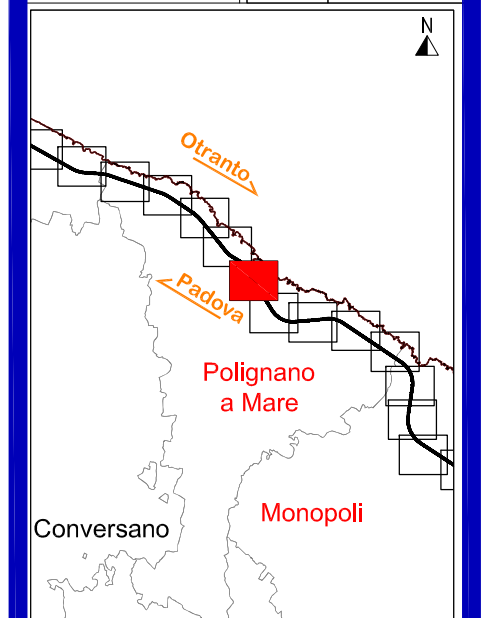 N
Otranto
Padova
Polignano
a Mare
Monopoli
Conversano